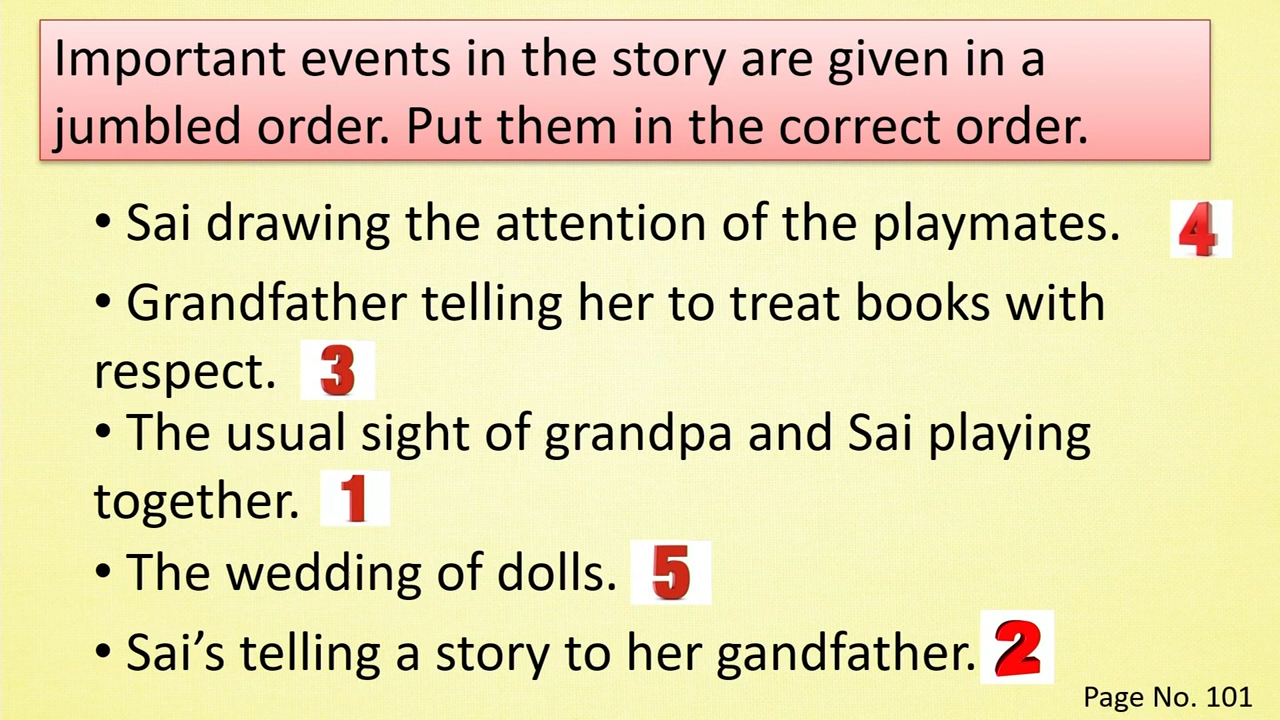 Important events in the story are given in a
jumbled order. Put them in the correct order.
• Sai drawing the attention of the playmates. 4
• Grandfather telling her to treat books with
respect. 3
• The usual sight of grandpa and Sai playing
together. 1
• The wedding of dolls. 5
• Sai’s telling a story to her gandfather. 2
Page No. 101